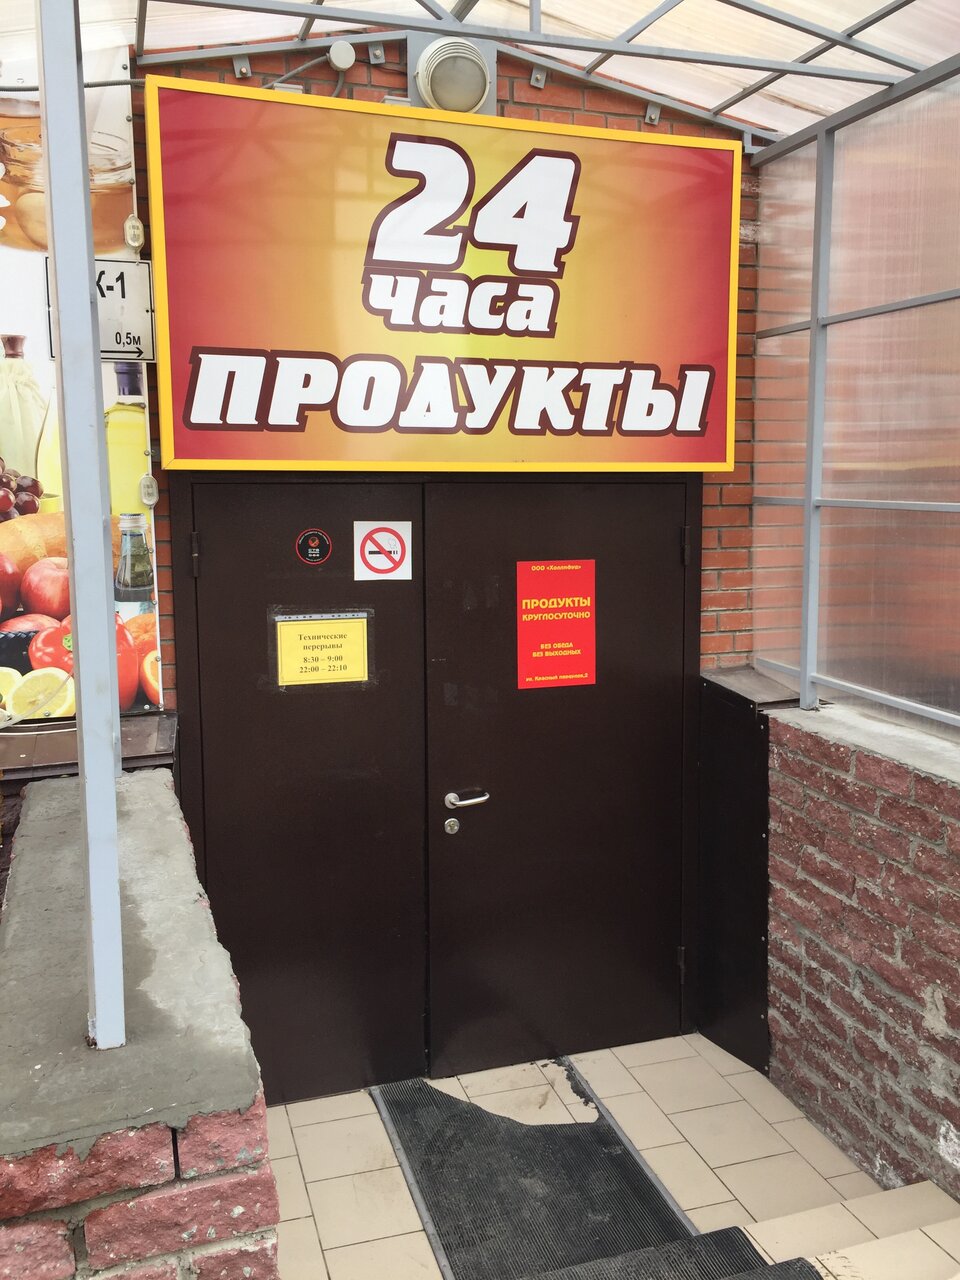 24
часа
ПРОДУКТЫ
К-1
0,5м
Технические
перерывы
8:30 – 9:00
22:00 – 22:10
ПРОДУКТЫ
КРУГЛОСУТОЧНО
БЕЗ ОБЕДА
БЕЗ ВЫХОДНЫХ